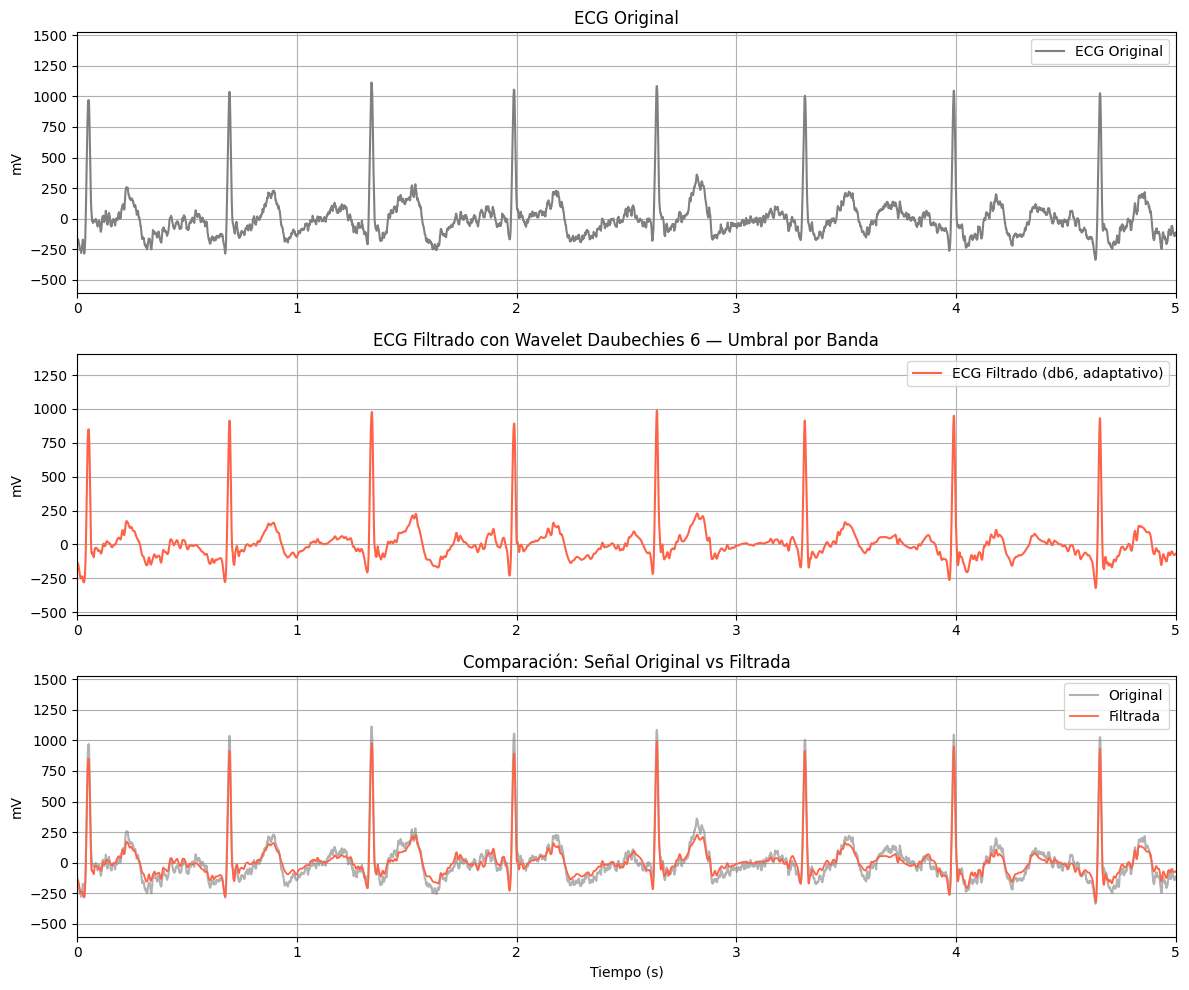 ECG Original
1500
1250
1000
750
500
250
0
−250
−500
mV
ECG Original
0 1 2 3 4 5
ECG Filtrado con Wavelet Daubechies 6 — Umbral por Banda
1250
1000
750
500
250
0
−250
−500
mV
ECG Filtrado (db6, adaptativo)
0 1 2 3 4 5
Comparación: Señal Original vs Filtrada
1500
1250
1000
750
500
250
0
−250
−500
mV
Original
Filtrada
0 1 2 3 4 5
Tiempo (s)